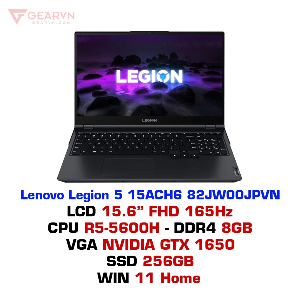 GEARVN
LEGION
Lenovo Legion 5 15ACH6 82JW00JPVN
LCD 15.6” FHD 165Hz
CPU R5-5600H - DDR4 8GB
VGA NVIDIA GTX 1650
SSD 256GB
WIN 11 Home